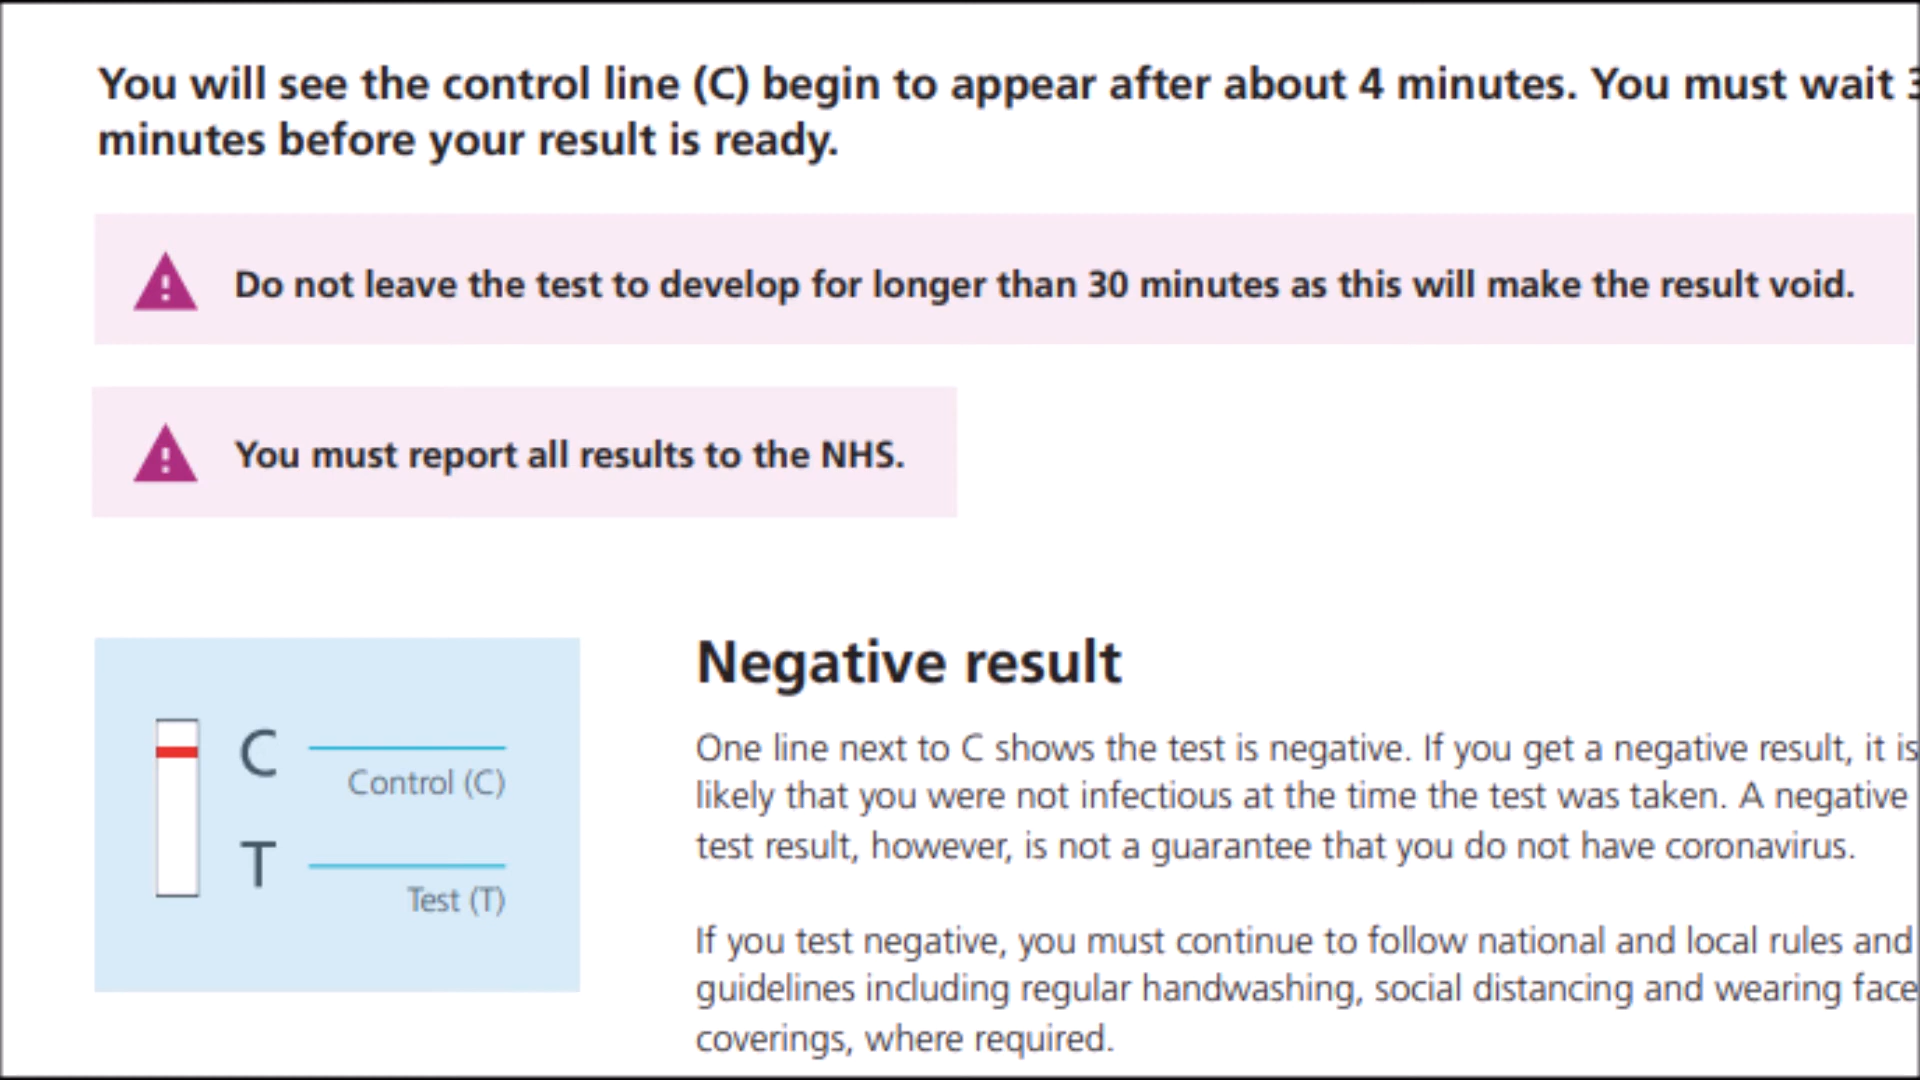 You will see the control line (C) begin to appear after about 4 minutes. You must wait
minutes before your result is ready.
Do not leave the test to develop for longer than 30 minutes as this will make the result void.
You must report all results to the NHS.
C
Control (C)
T
Test (T)
Negative result
One line next to C shows the test is negative. If you get a negative result, it is
likely that you were not infectious at the time the test was taken. A negative
test result, however, is not a guarantee that you do not have coronavirus.
If you test negative, you must continue to follow national and local rules and
guidelines including regular handwashing, social distancing and wearing face
coverings, where required.